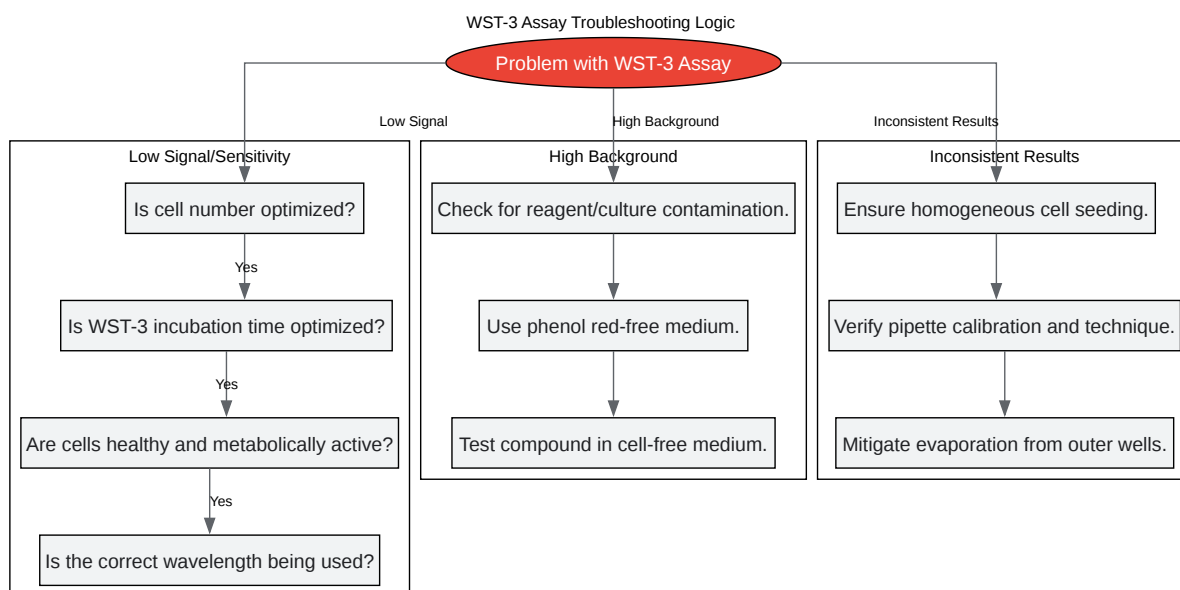 WST-3 Assay Troubleshooting Logic
Problem with WST-3 Assay
Low Signal
High Background
Inconsistent Results
Low Signal/Sensitivity
Is cell number optimized?
Yes
Is WST-3 incubation time optimized?
Yes
Are cells healthy and metabolically active?
Yes
Is the correct wavelength being used?
High Background
Check for reagent/culture contamination.
Use phenol red-free medium.
Test compound in cell-free medium.
Inconsistent Results
Ensure homogeneous cell seeding.
Verify pipette calibration and technique.
Mitigate evaporation from outer wells.